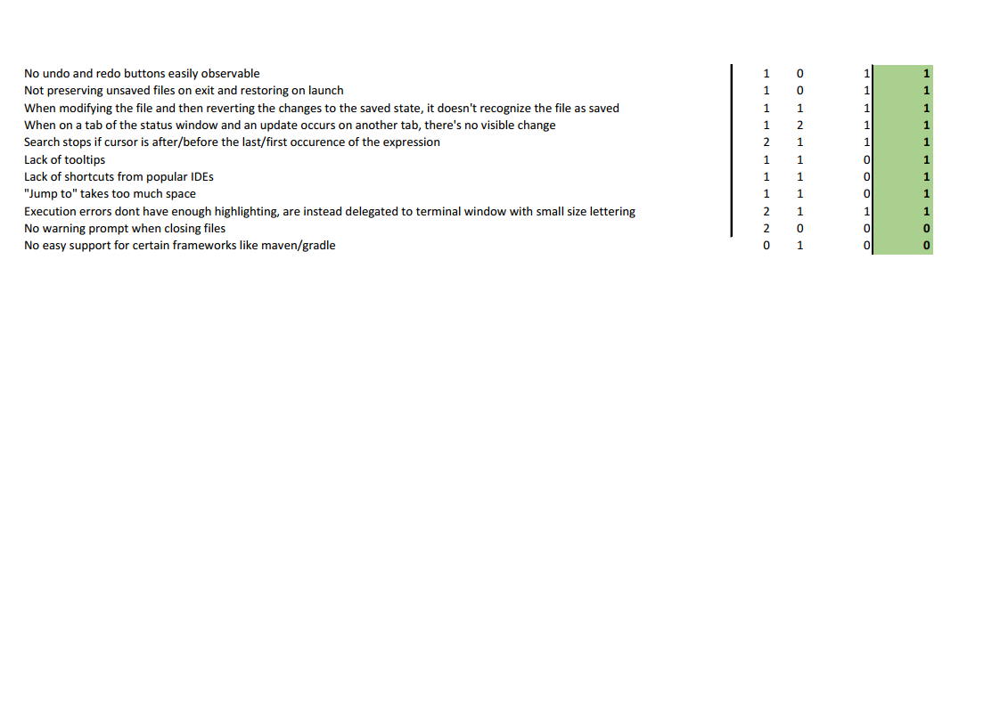 No undo and redo buttons easily observable 1 0 1 1
Not preserving unsaved files on exit and restoring on launch 1 0 1 1
When modifying the file and then reverting the changes to the saved state, it doesn't recognize the file as saved 1 1 1 1
When on a tab of the status window and an update occurs on another tab, there's no visible change 1 2 1 1
Search stops if cursor is after/before the last/first occurence of the expression 2 1 1 1
Lack of tooltips 1 1 0 1
Lack of shortcuts from popular IDEs 1 1 0 1
"Jump to" takes too much space 1 1 0 1
Execution errors dont have enough highlighting, are instead delegated to terminal window with small size lettering 2 1 1 1
No warning prompt when closing files 2 0 0 0
No easy support for certain frameworks like maven/gradle 0 1 0 0